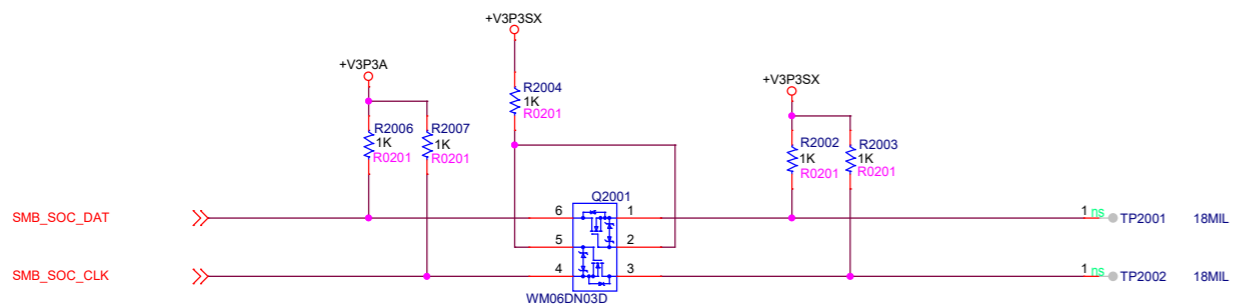 +V3P3SX
+V3P3A
R2004
1K
R0201
+V3P3SX
R2006
1K
R0201
R2007
1K
R0201
R2002
1K
R0201
R2003
1K
R0201
Q2001
SMB_SOC_DAT
6
1
1
ns
TP2001
18MIL
5
2
SMB_SOC_CLK
4
3
1
ns
TP2002
18MIL
WM06DN03D